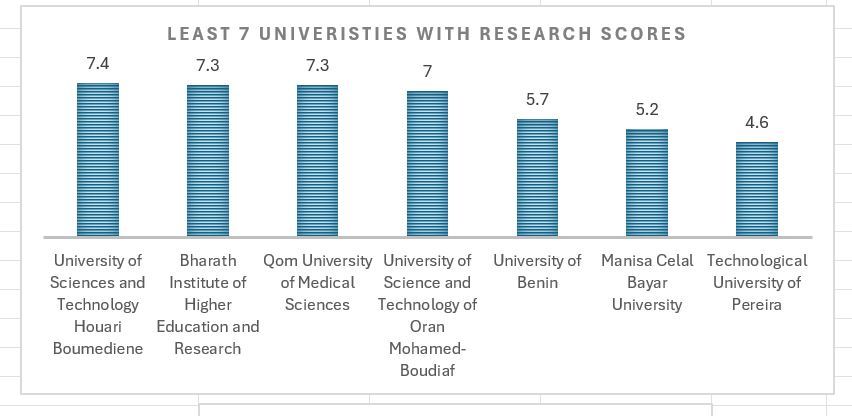 LEAST 7 UNIVERISTIES WITH RESEARCH SCORES
7.4
7.3
7.3
7
5.7
5.2
4.6
University of
Sciences and
Technology
Houari
Boumediene
Bharath
Institute of
Higher
Education and
Research
Qom University
of Medical
Sciences
University of
Science and
Technology of
Oran
Mohamed-
Boudiaf
University of
Benin
Manisa Celal
Bayar
University
Technological
University of
Pereira